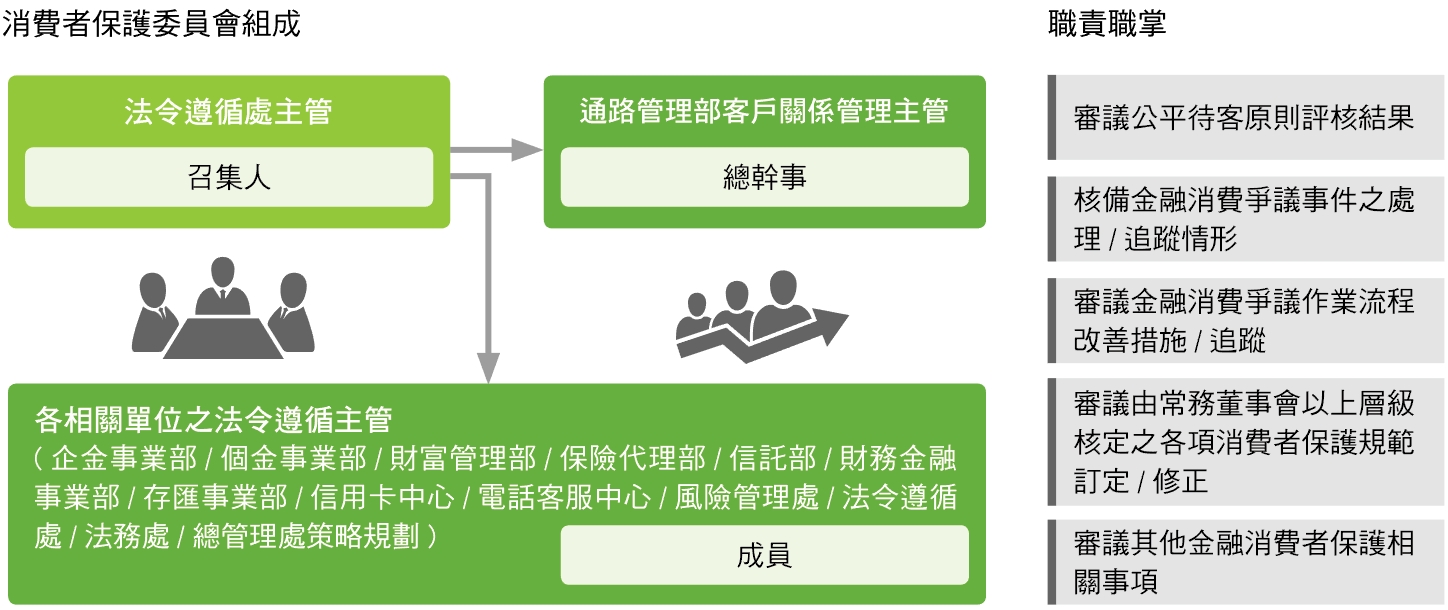 消費者保護委員會組成
法令遵循處主管
召集人
通路管理部客戶關係管理主管
總幹事
各相關單位之法令遵循主管
( 企金事業部 / 個金事業部 / 財富管理部 / 保險代理部 / 信託部 / 財務金融
事業部 / 存匯事業部 / 信用卡中心 / 電話客服中心 / 風險管理處 / 法令遵循
處 / 法務處 / 總管理處策略規劃 )
成員
職責職掌
審議公平待客原則評核結果
核備金融消費爭議事件之處
理 / 追蹤情形
審議金融消費爭議作業流程
改善措施 / 追蹤
審議由常務董事會以上層級
核定之各項消費者保護規範
訂定 / 修正
審議其他金融消費者保護相
關事項